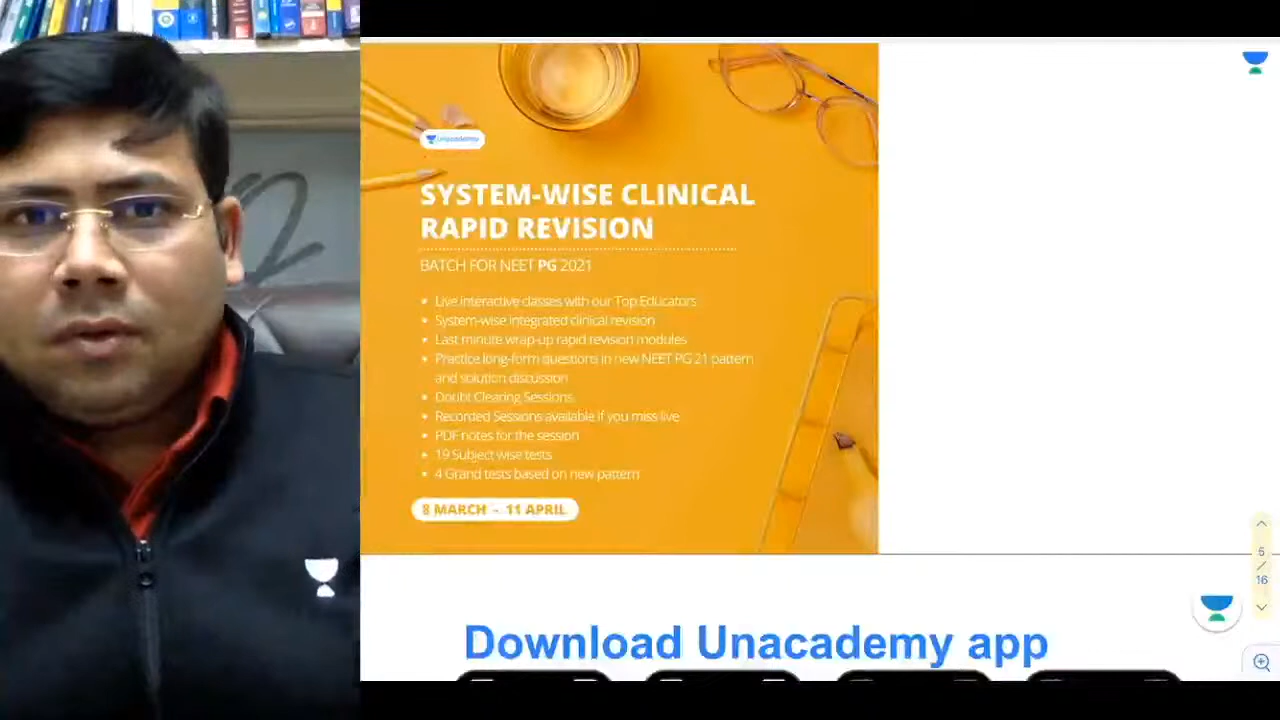 unacademy
SYSTEM-WISE CLINICAL
RAPID REVISION
BATCH FOR NEET PG 2021
• Live interactive classes with our Top Educators
• System-wise integrated clinical revision
• Last minute wrap-up rapid revision modules
• Practice long-form questions in new NEET PG 21 pattern
and solution discussion
• Doubt Clearing Sessions
• Recorded Sessions available if you miss live
• PDF notes for the session
• 19 Subject wise tests
• 4 Grand tests based on new pattern
8 MARCH - 11 APRIL
5
/
16
Download Unacademy app